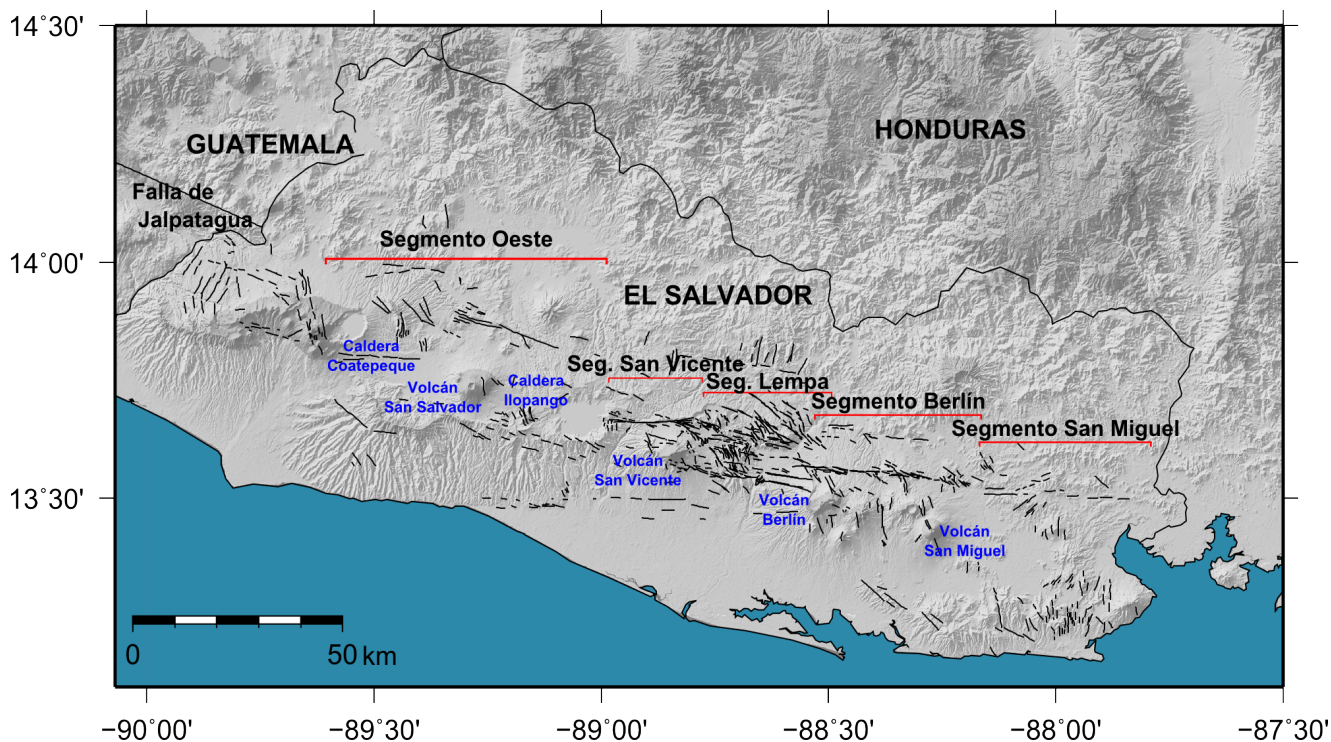 14°30'
HONDURAS
GUATEMALA
Falla de
Jalpatagua
Segmento Oeste
14°00'
EL SALVADOR
Caldera
Coatepeque
Seg. San Vicente
Caldera
Ilopango
Seg. Lempa
Volcán
San Salvador
Segmento Berlín
Segmento San Miguel
Volcán
San Vicente
13°30'
Volcán
Berlín
Volcán
San Miguel
0
50 km
−90°00'
−89°30'
−89°00'
−88°30'
−88°00'
−87°30'